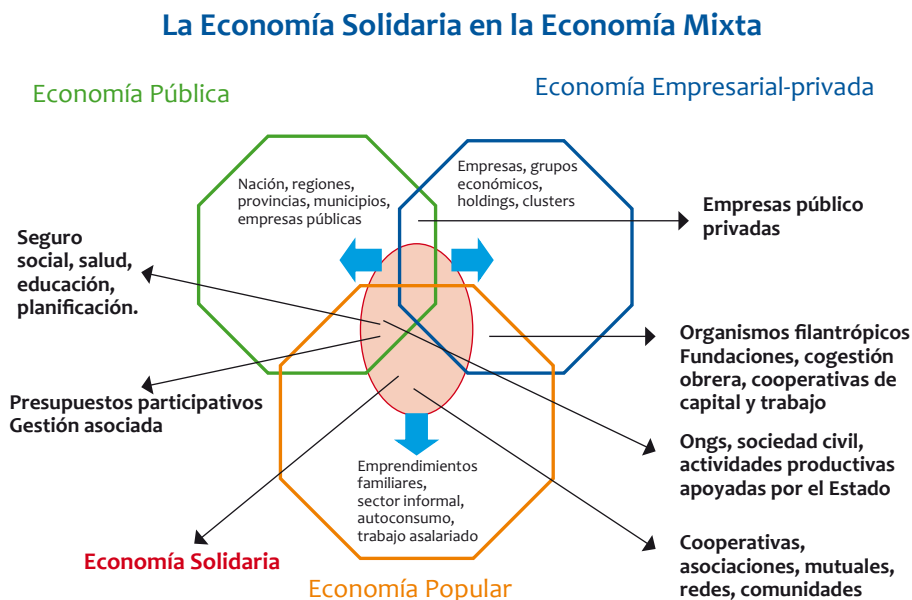 La Economía Solidaria en la Economía Mixta
Economía Pública
Economía Empresarial-privada
Nación, regiones,
provincias, municipios,
empresas públicas
Empresas, grupos
económicos,
holdings, clusters
Empresas público
privadas
Seguro
social, salud,
educación,
planificación.
Organismos filantrópicos
Fundaciones, cogestión
obrera, cooperativas de
capital y trabajo
Presupuestos participativos
Gestión asociada
Ongs, sociedad civil,
actividades productivas
apoyadas por el Estado
Emprendimientos
familiares,
sector informal,
autoconsumo,
trabajo asalariado
Economía Solidaria
Cooperativas,
asociaciones, mutuales,
redes, comunidades
Economía Popular